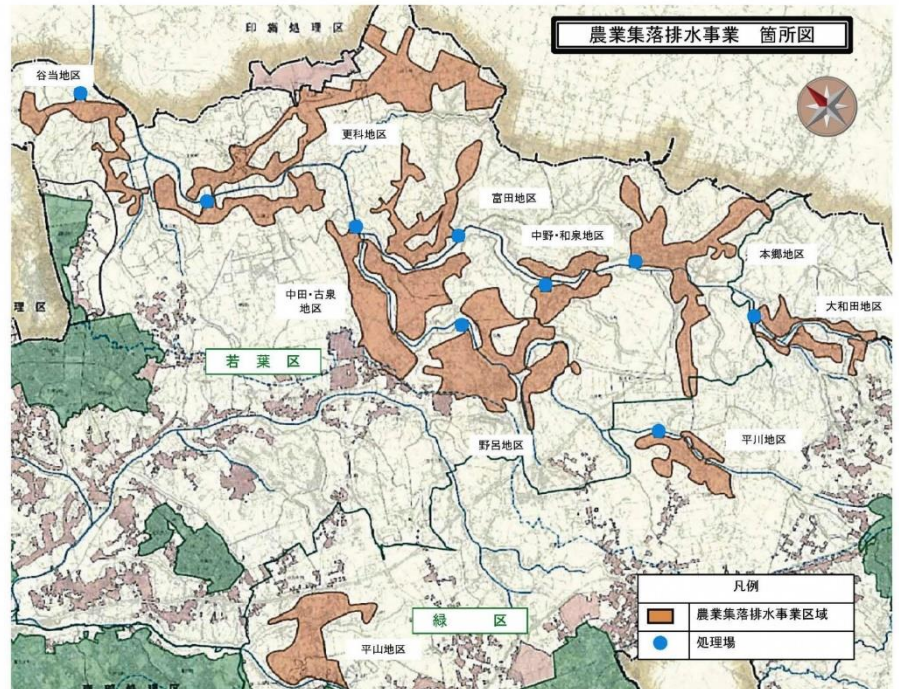 印旛処理区
農業集落排水事業　箇所図
谷当地区
更科地区
富田地区
中野・和泉地区
本郷地区
中田・古泉
地区
大和田地区
理区
若葉区
野呂地区
平川地区
凡例
農業集落排水事業区域
処理場
緑　区
平山地区
処理区